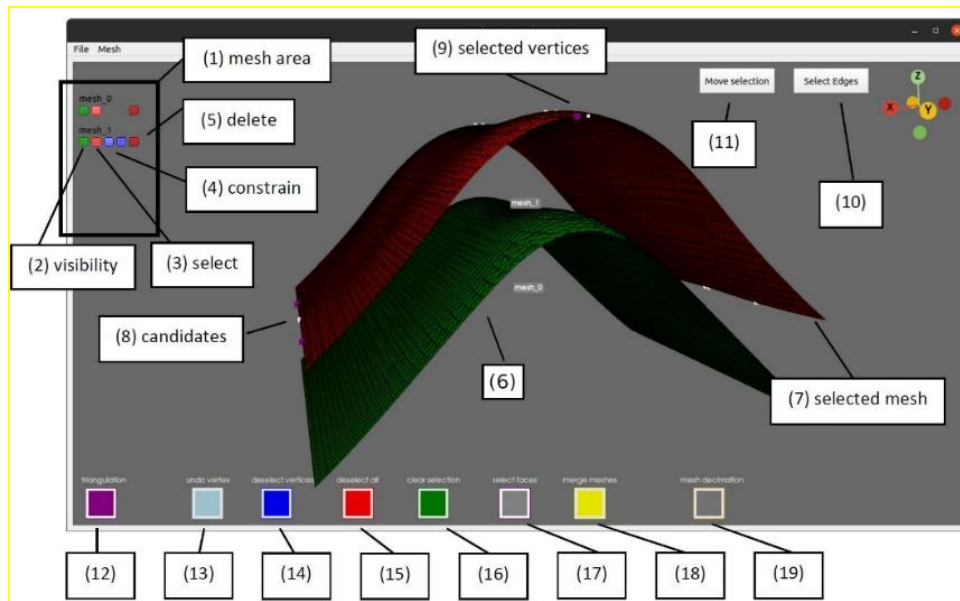 File Mesh
(1) mesh area
(9) selected vertices
mesh_0
mesh_1
(5) delete
(4) constrain
(2) visibility
(3) select
Move selection
Select Edges
Z
X
Y
(11)
(10)
mesh_1
mesh_0
(8) candidates
(6)
(7) selected mesh
triangulation
undo vertex
deselect vertices
deselect all
clear selection
select faces
merge meshes
mesh decimation
(12)
(13)
(14)
(15)
(16)
(17)
(18)
(19)